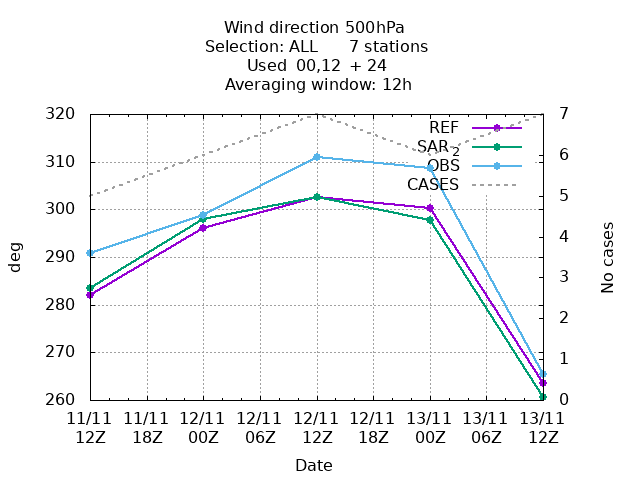 Wind direction 500hPa
Selection: ALL 7 stations
Used 00,12 + 24
Averaging window: 12h
320
310
300
290
280
270
260
7
6
5
4
3
2
1
0
REF
SAR 2
OBS
CASES
deg
No cases
11/11 11/11 12/11 12/11 12/11 12/11 13/11 13/11 13/11
12Z 18Z 00Z 06Z 12Z 18Z 00Z 06Z 12Z
Date